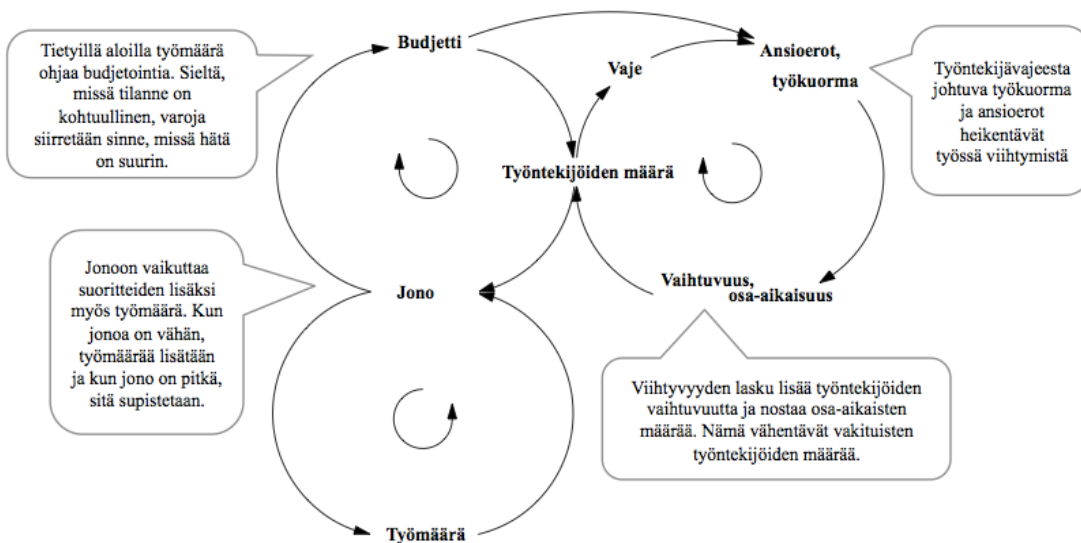 Tietyillä aloilla työmäärä
ohjaa budjetointia. Sieltä,
missä tilanne on
kohtuullinen, varoja
siirretään sinne, missä hätä
on suurin.
Budjetti
Vaje
Ansioerot,
työkuorma
Työntekijävajeesta
johtuva työkuorma
ja ansioerot
heikentävät
työssä viihtymistä
Työntekijöiden määrä
Jonoon vaikuttaa
suoritteiden lisäksi
myös työmäärä. Kun
jonoa on vähän,
työmäärää lisätään
ja kun jono on pitkä,
sitä supistetaan.
Jono
Vaihtuvuus,
osa-aikaisuus
Viihtyvyyden lasku lisää työntekijöiden
vaihtuvuutta ja nostaa osa-aikaisten
määrää. Nämä vähentävät vakituisten
työntekijöiden määrää.
Työmäärä